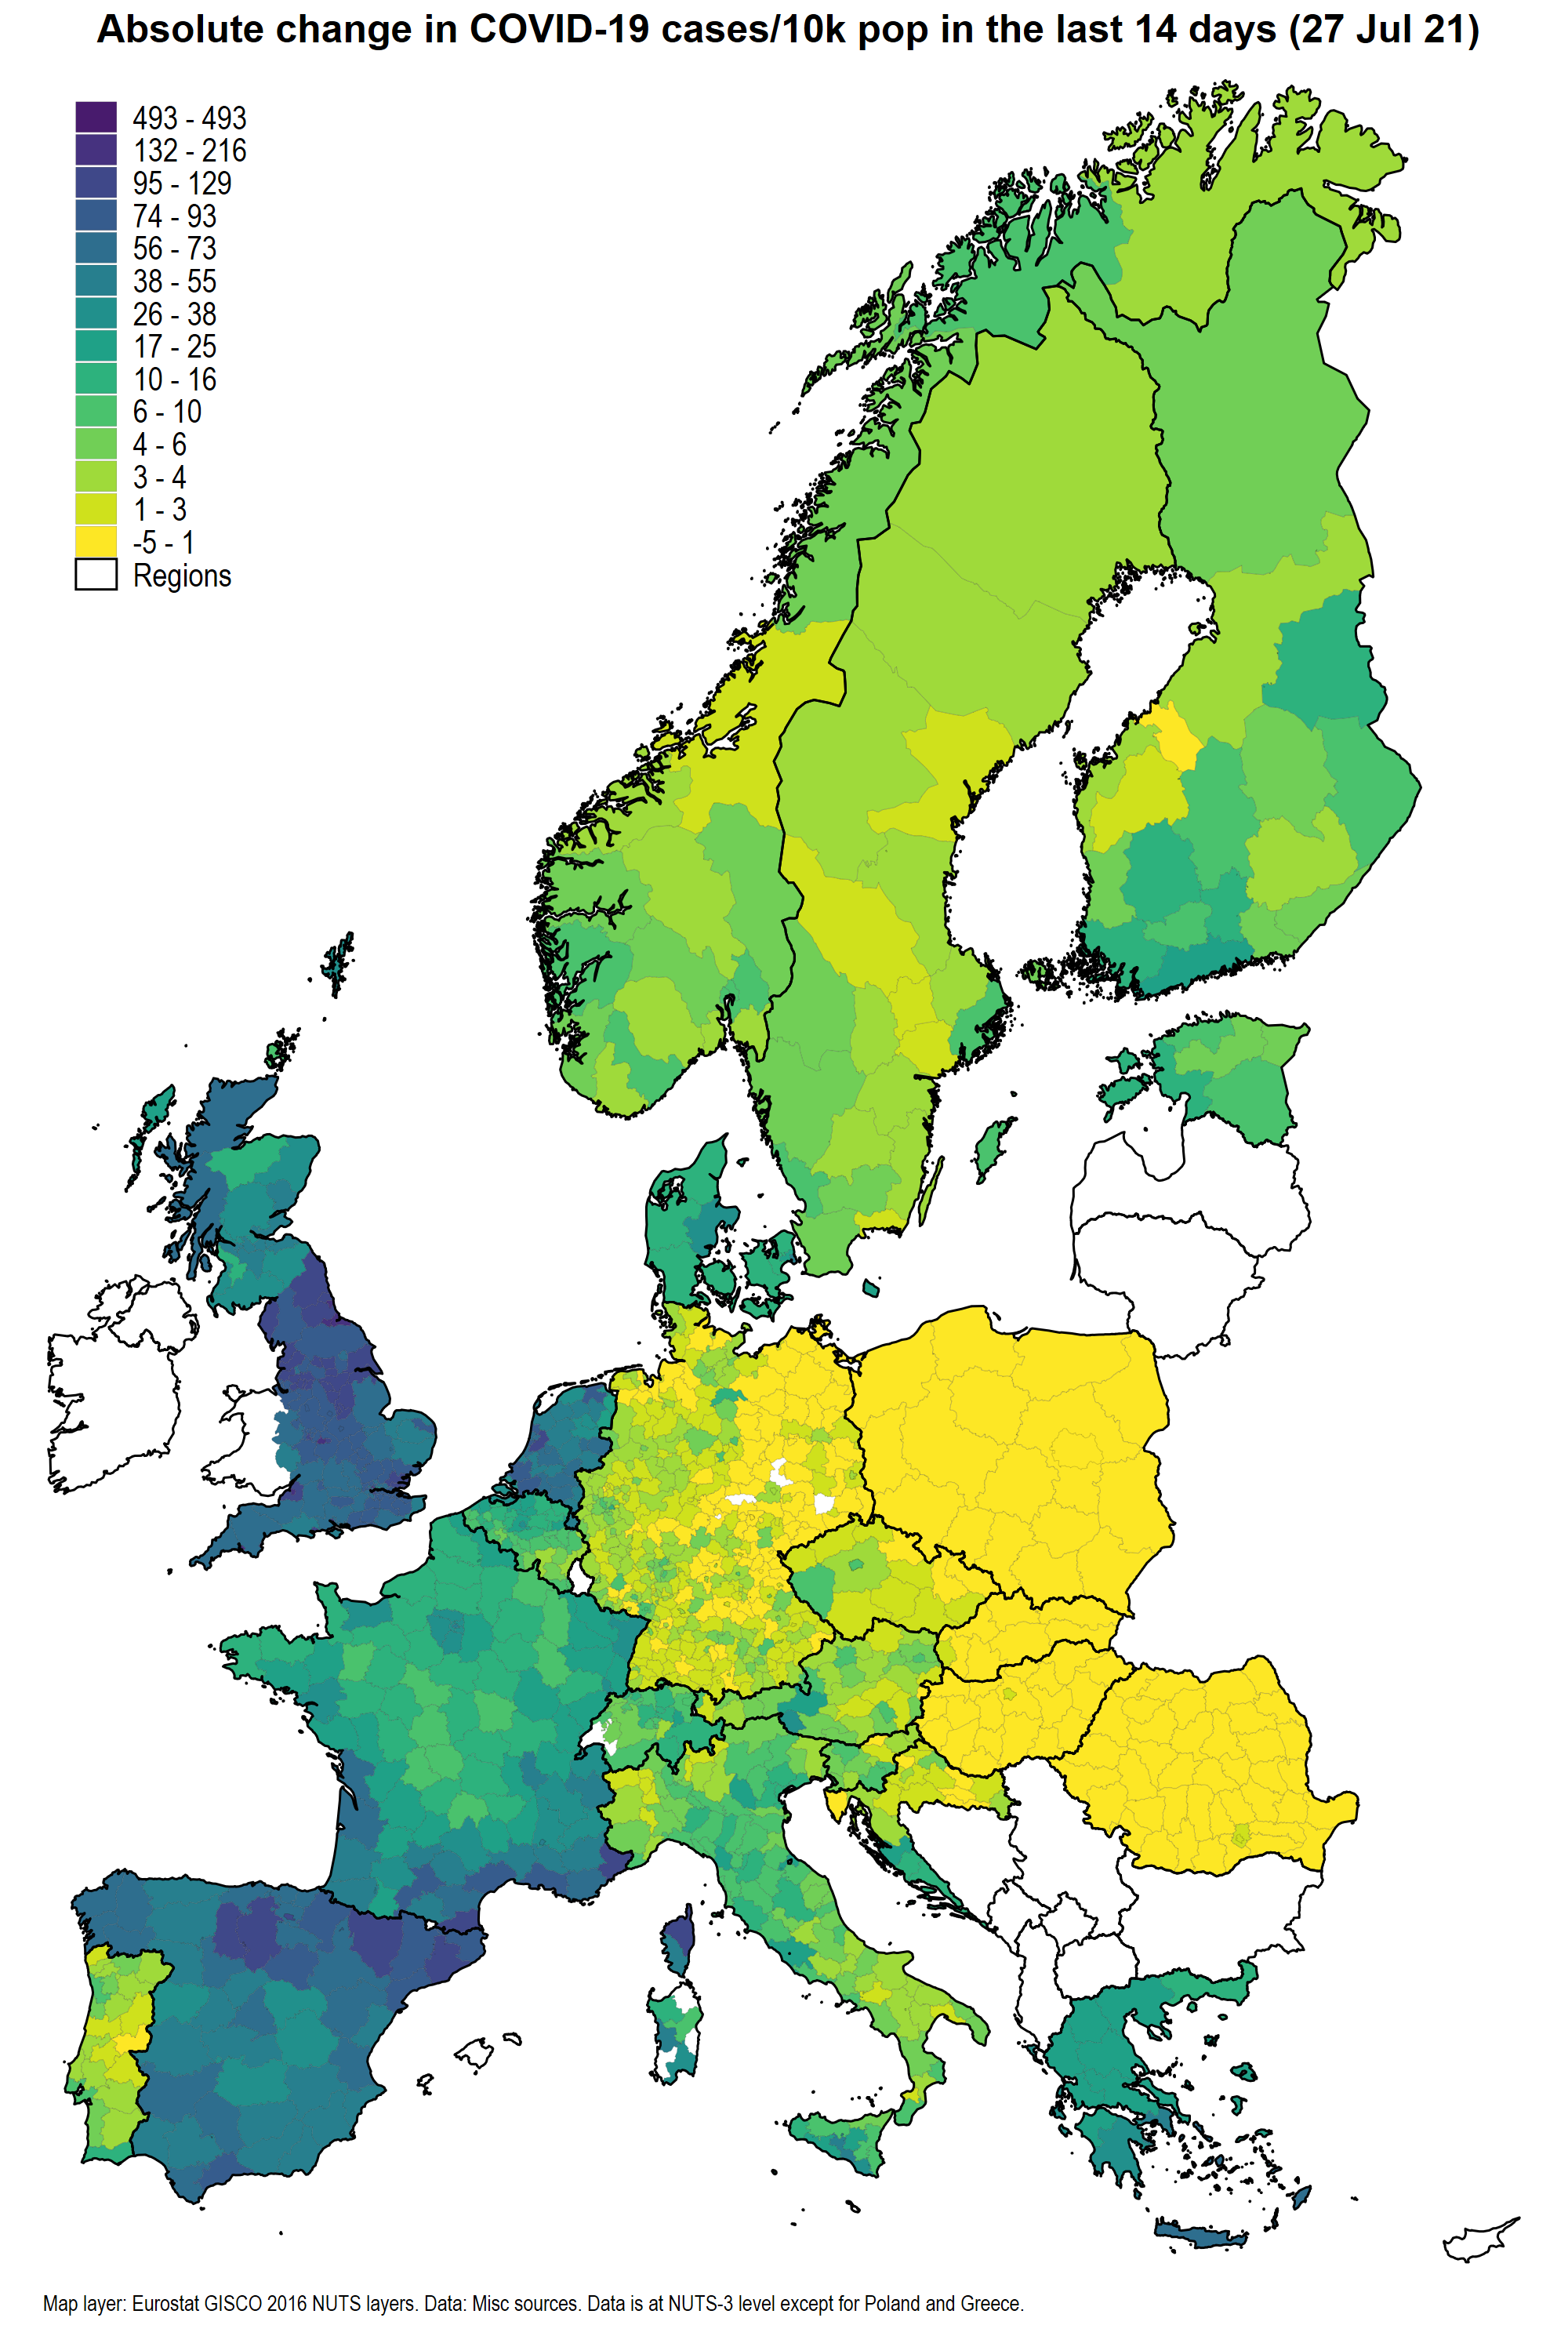 Absolute change in COVID-19 cases/10k pop in the last 14 days (27 Jul 21)
493 - 493
132 - 216
95 - 129
74 - 93
56 - 73
38 - 55
26 - 38
17 - 25
10 - 16
6 - 10
4 - 6
3 - 4
1 - 3
-5 - 1
Regions
Map layer: Eurostat GISCO 2016 NUTS layers. Data: Misc sources. Data is at NUTS-3 level except for Poland and Greece.